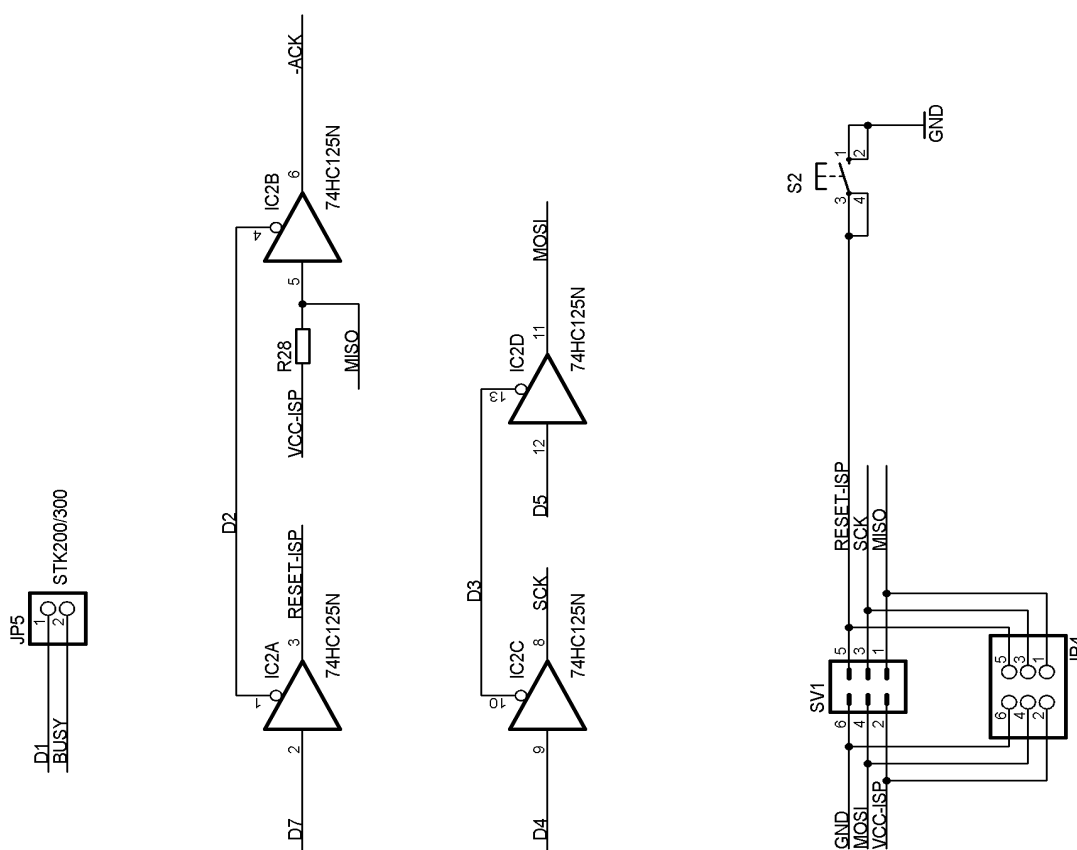 JP5
STK200/300
1
2
D1
BUSY
-ACK
6
IC2B
74HC125N
4
5
R28
VCC-ISP
MISO
D2
RESET-ISP
3
IC2A
74HC125N
1
2
D7
MOSI
11
IC2D
74HC125N
13
12
D5
D3
SCK
8
IC2C
74HC125N
10
9
D4
GND
S2
1
2
3
4
RESET-ISP
SCK
MISO
SV1
5
3
1
6
4
2
GND
MOSI
VCC-ISP
5
3
1
6
4
2